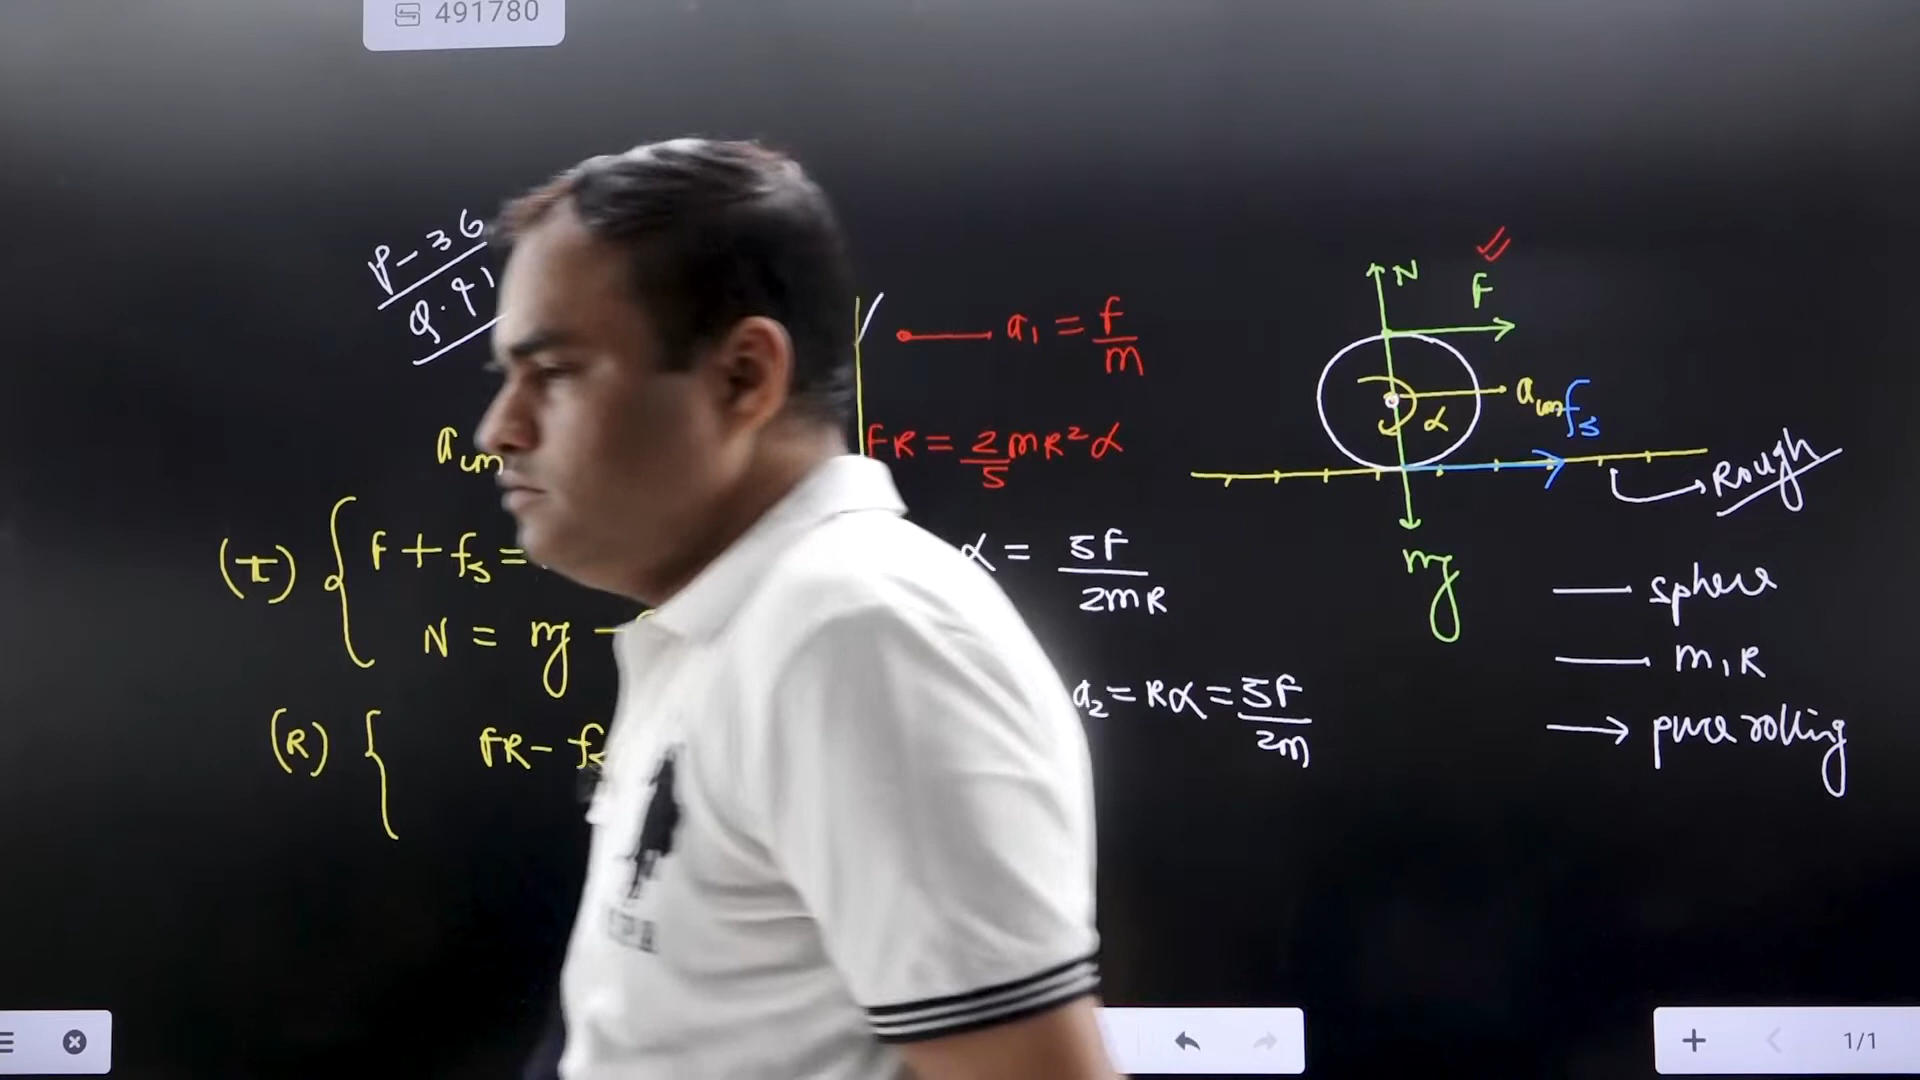 491780
P-36
Q.91
a₁ = F/m
FR = 2/5 mR²α
α = 5F/2mR
a₂ = Rα = 5F/2m
a_cm
(T) { F + f_s =
N = mg -
(R) { FR - f_s
N
F
a_cm
f_s
α
Rough
mg
sphere
m, R
pure rolling
1/1